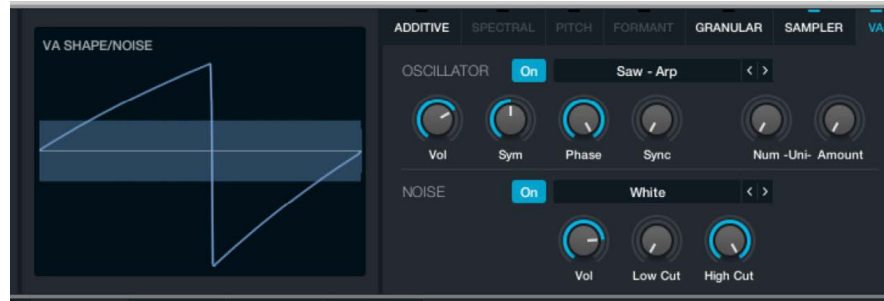 VA SHAPE/NOISE
ADDITIVE SPECTRAL PITCH FORMANT GRANULAR SAMPLER VA
OSCILLATOR On Saw - Arp < >
Vol Sym Phase Sync Num -Uni- Amount
NOISE On White < >
Vol Low Cut High Cut